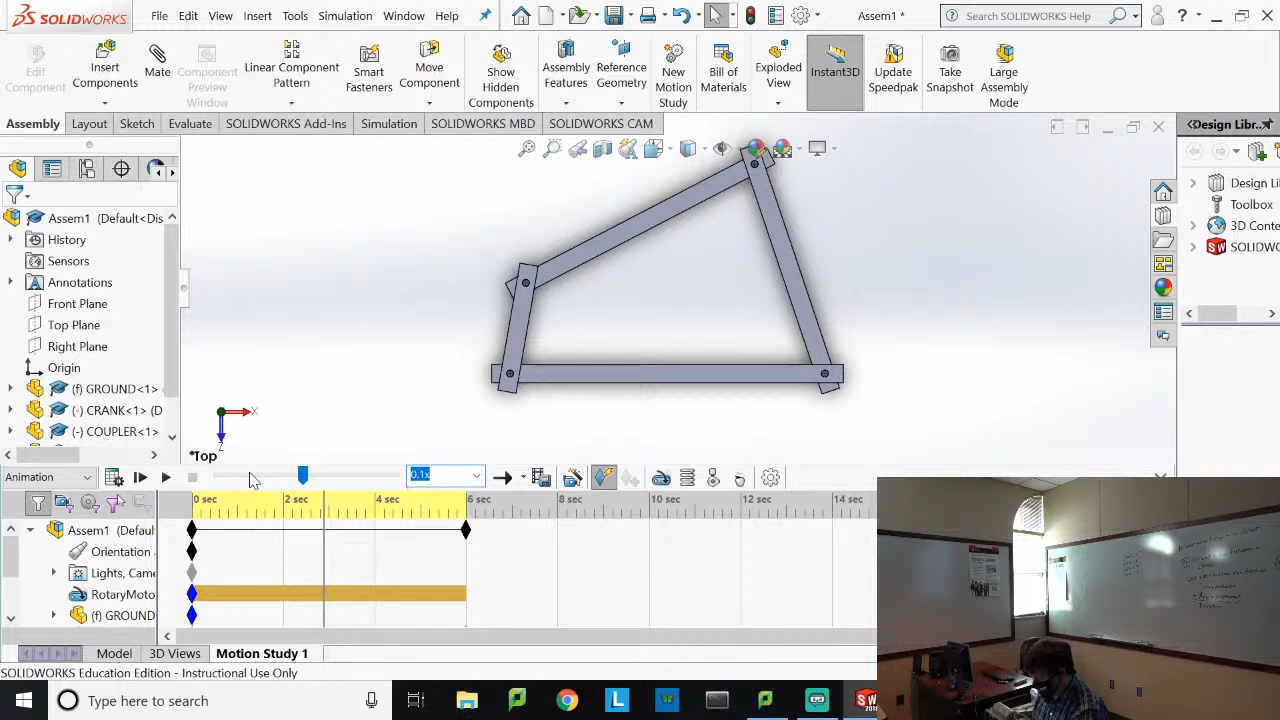 SOLIDWORKS
File Edit View Insert Tools Simulation Window Help
Assem1 *
Search SOLIDWORKS Help
?
Edit Component
Insert Components
Mate
Component Preview Window
Linear Component Pattern
Smart Fasteners
Move Component
Show Hidden Components
Assembly Features
Reference Geometry
New Motion Study
Bill of Materials
Exploded View
Instant3D
Update Speedpak
Take Snapshot
Large Assembly Mode
Assembly Layout Sketch Evaluate SOLIDWORKS Add-Ins Simulation SOLIDWORKS MBD SOLIDWORKS CAM
Design Libr...
Assem1 (Default<Dis
History
Sensors
Annotations
Front Plane
Top Plane
Right Plane
Origin
(f) GROUND<1>
(-) CRANK<1> (D
(-) COUPLER<1>
Design Li
Toolbox
3D Conte
SOLIDWO
X
Z
*Top
Animation
0.1x
0 sec 2 sec 4 sec 6 sec 8 sec 10 sec 12 sec 14 sec
Assem1 (Default
Orientation
Lights, Came
RotaryMoto
(f) GROUND
Model 3D Views Motion Study 1
SOLIDWORKS Education Edition - Instructional Use Only
Type here to search
L
SW
2018